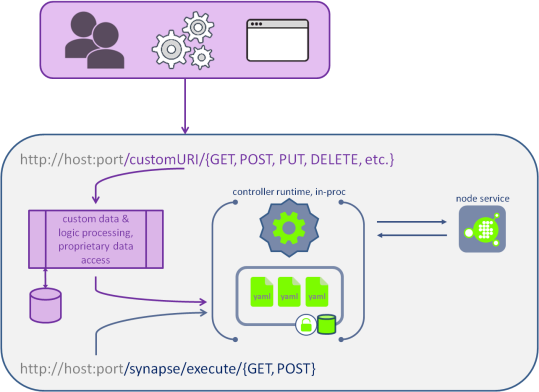 http://host:port/customURI/{GET, POST, PUT, DELETE, etc.}
controller runtime, in-proc
node service
custom data &
logic processing,
proprietary data
access
yaml yaml yaml
http://host:port/synapse/execute/{GET, POST}